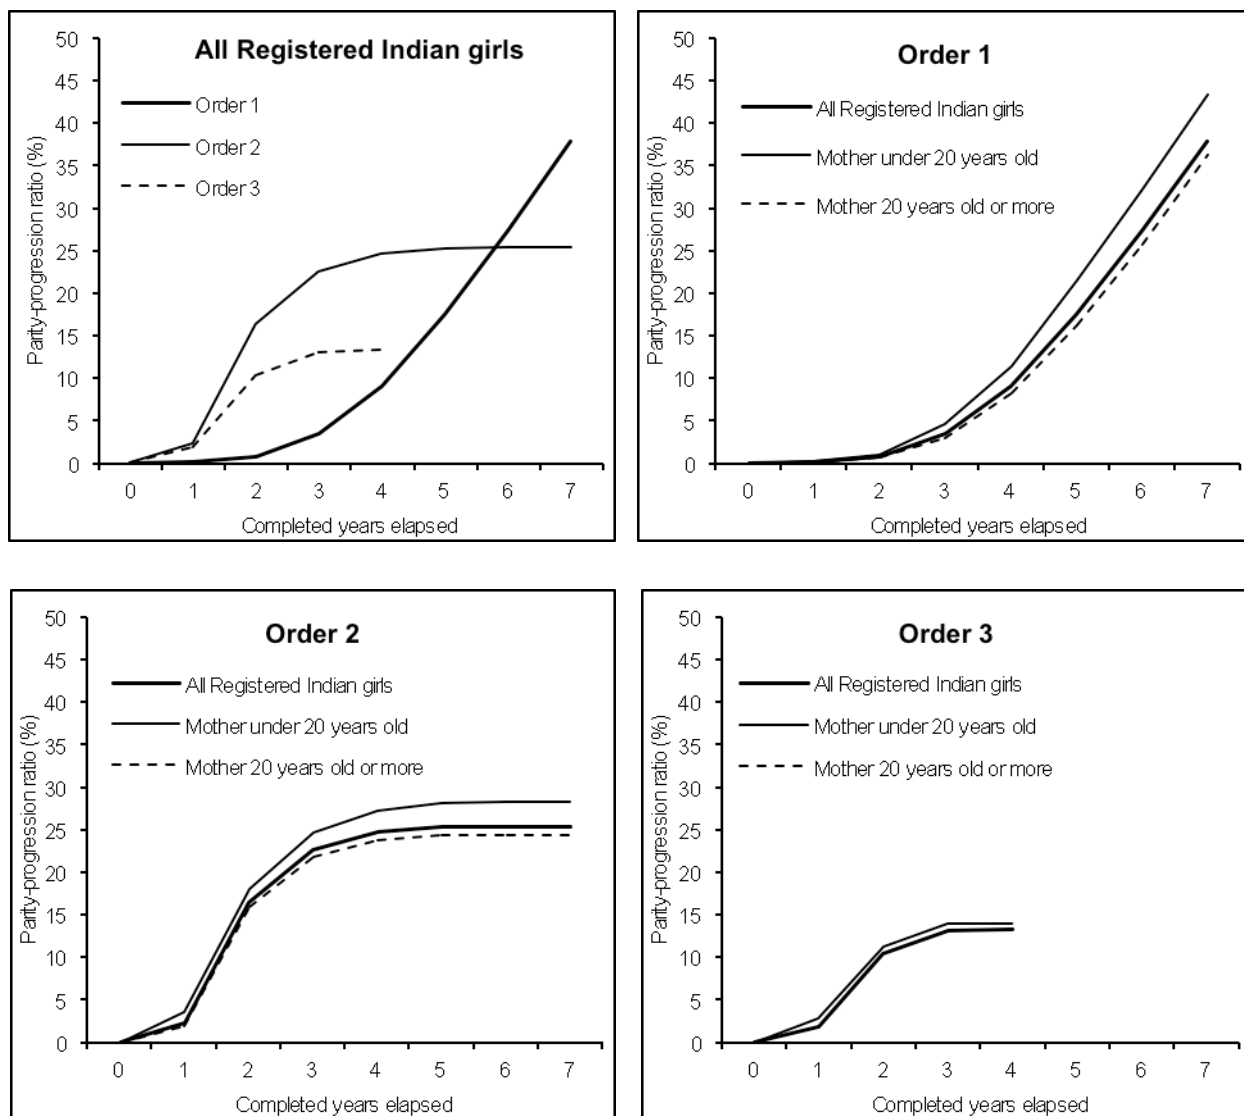 All Registered Indian girls
Order 1
Order 2
Order 3
Parity-progression ratio (%)
50
45
40
35
30
25
20
15
10
5
0
0 1 2 3 4 5 6 7
Completed years elapsed
Order 1
All Registered Indian girls
Mother under 20 years old
Mother 20 years old or more
Parity-progression ratio (%)
50
45
40
35
30
25
20
15
10
5
0
0 1 2 3 4 5 6 7
Completed years elapsed
Order 2
All Registered Indian girls
Mother under 20 years old
Mother 20 years old or more
Parity-progression ratio (%)
50
45
40
35
30
25
20
15
10
5
0
0 1 2 3 4 5 6 7
Completed years elapsed
Order 3
All Registered Indian girls
Mother under 20 years old
Mother 20 years old or more
Parity-progression ratio (%)
50
45
40
35
30
25
20
15
10
5
0
0 1 2 3 4 5 6 7
Completed years elapsed